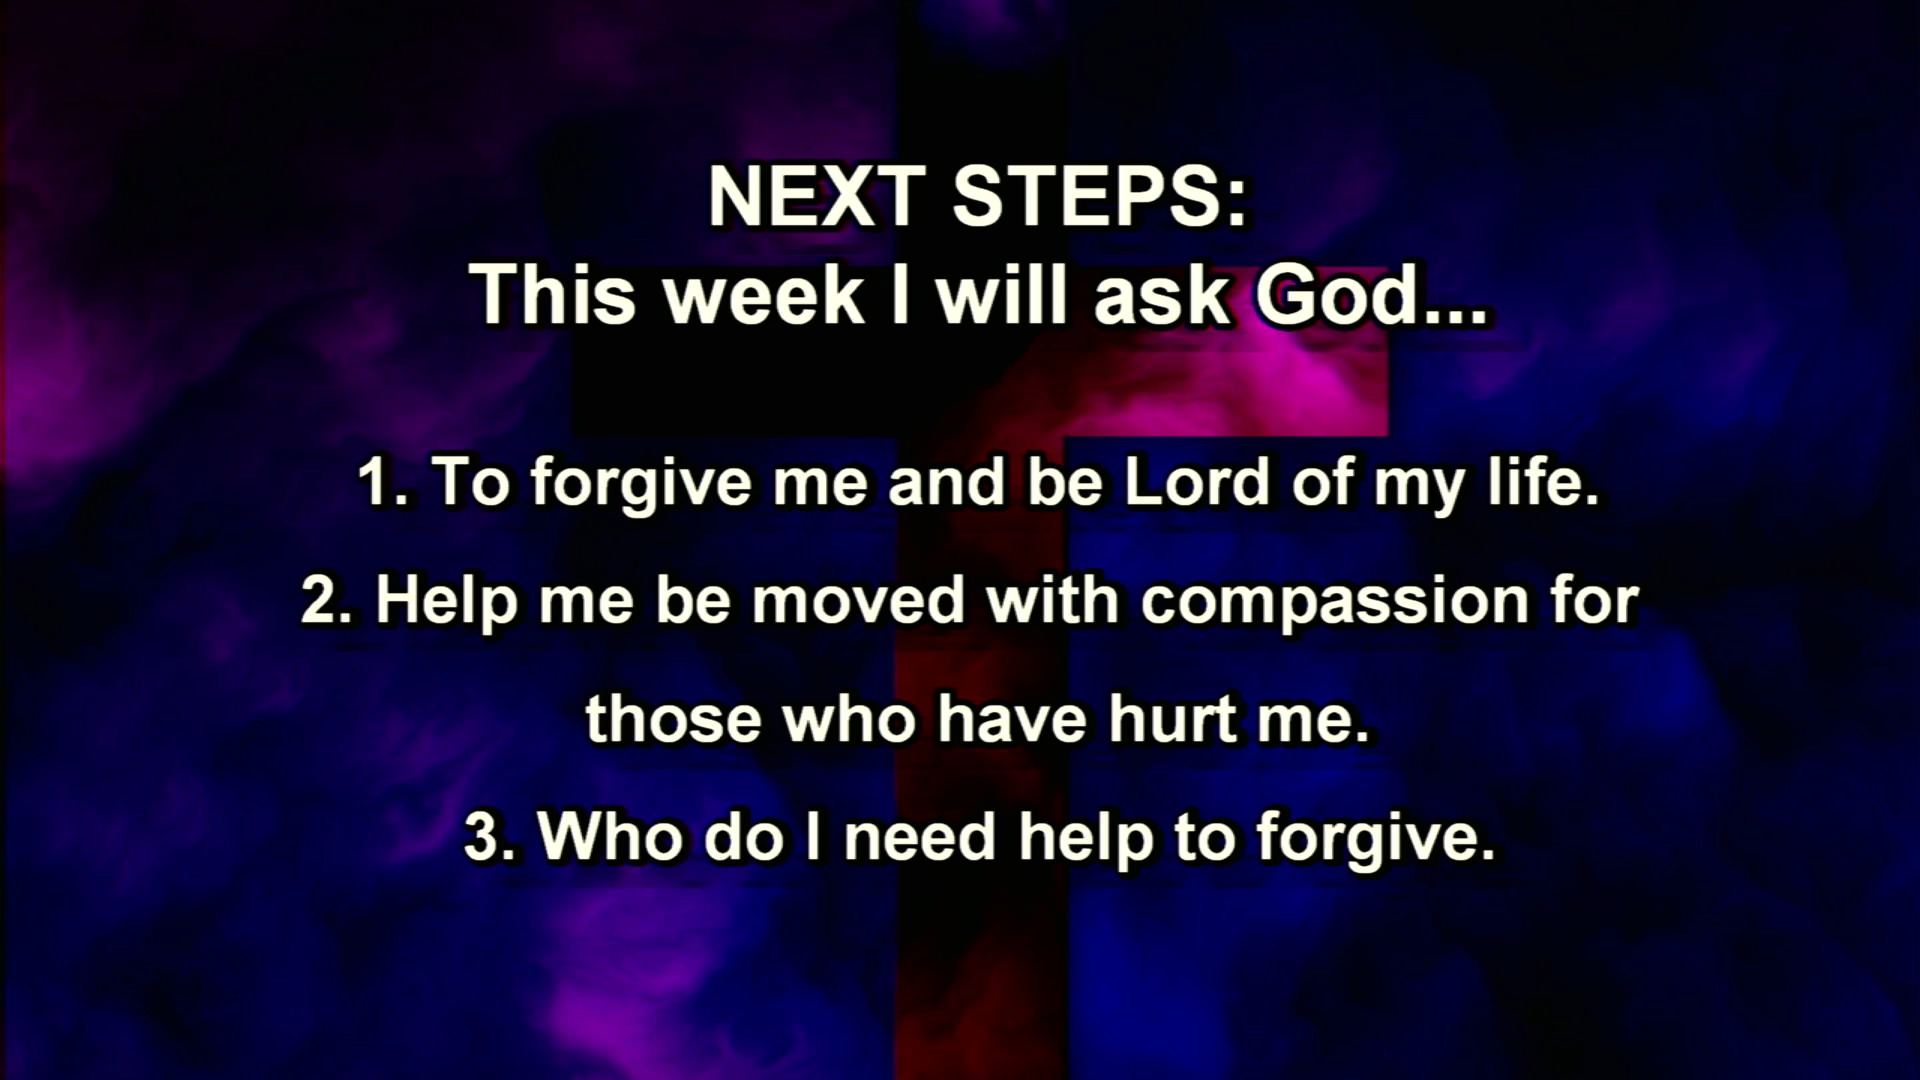 NEXT STEPS:
This week I will ask God...
1. To forgive me and be Lord of my life.
2. Help me be moved with compassion for
those who have hurt me.
3. Who do I need help to forgive.